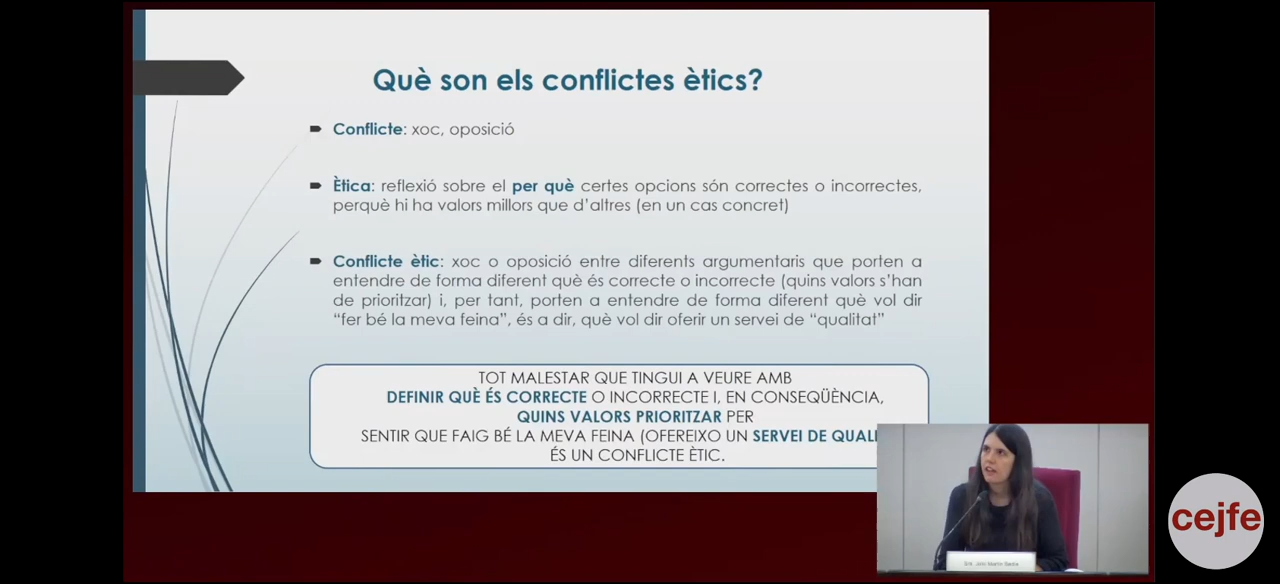 Què son els conflictes ètics?
Conflicte: xoc, oposició
Ètica: reflexió sobre el per què certes opcions són correctes o incorrectes,
perquè hi ha valors millors que d’altres (en un cas concret)
Conflicte ètic: xoc o oposició entre diferents argumentaris que porten a
entendre de forma diferent què és correcte o incorrecte (quins valors s’han
de prioritzar) i, per tant, porten a entendre de forma diferent què vol dir
“fer bé la meva feina”, és a dir, què vol dir oferir un servei de “qualitat”
TOT MALESTAR QUE TINGUI A VEURE AMB
DEFINIR QUÈ ÉS CORRECTE O INCORRECTE I, EN CONSEQÜÈNCIA,
QUINS VALORS PRIORITZAR PER
SENTIR QUE FAIG BÉ LA MEVA FEINA (OFEREIXO UN SERVEI DE QUALI
ÉS UN CONFLICTE ÈTIC.
cejfe